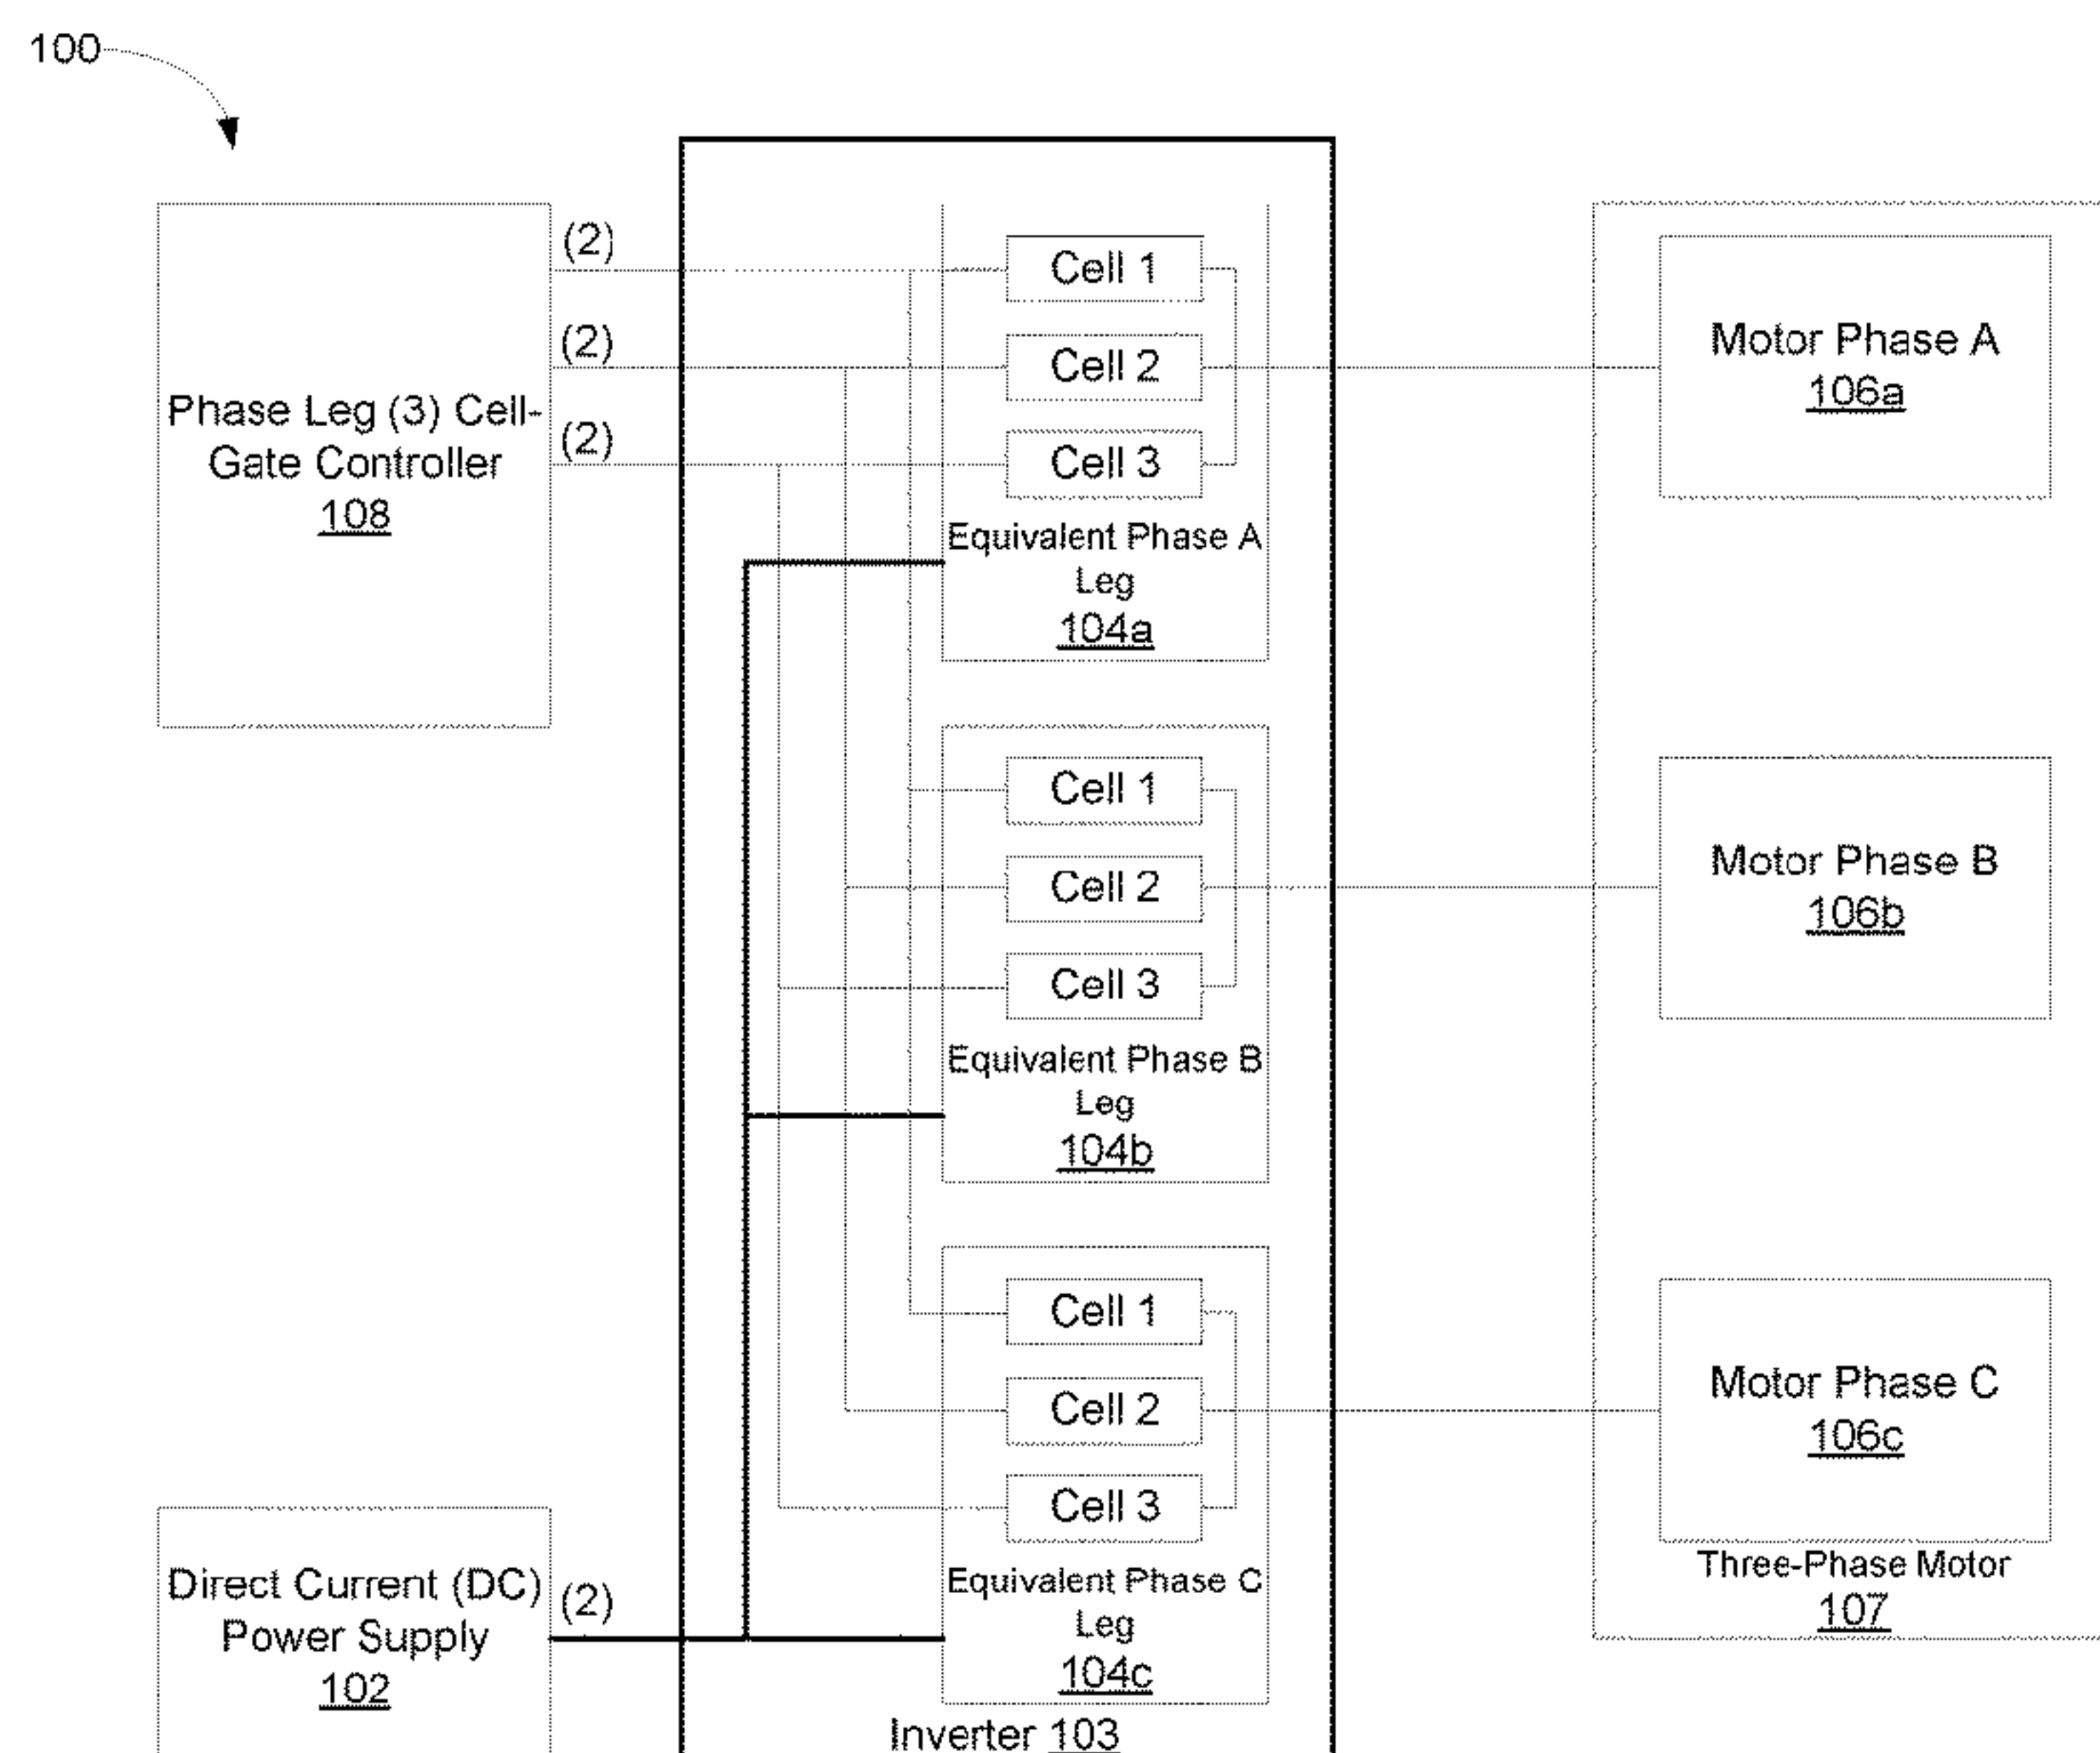 100
(2)
(2)
(2)
Phase Leg (3) Cell-
Gate Controller
108
Cell 1
Cell 2
Cell 3
Equivalent Phase A
Leg
104a
Motor Phase A
106a
Cell 1
Cell 2
Cell 3
Equivalent Phase B
Leg
104b
Motor Phase B
106b
Cell 1
Cell 2
Cell 3
Equivalent Phase C
Leg
104c
Motor Phase C
106c
Three-Phase Motor
107
Direct Current (DC)
Power Supply
102
(2)
Inverter 103